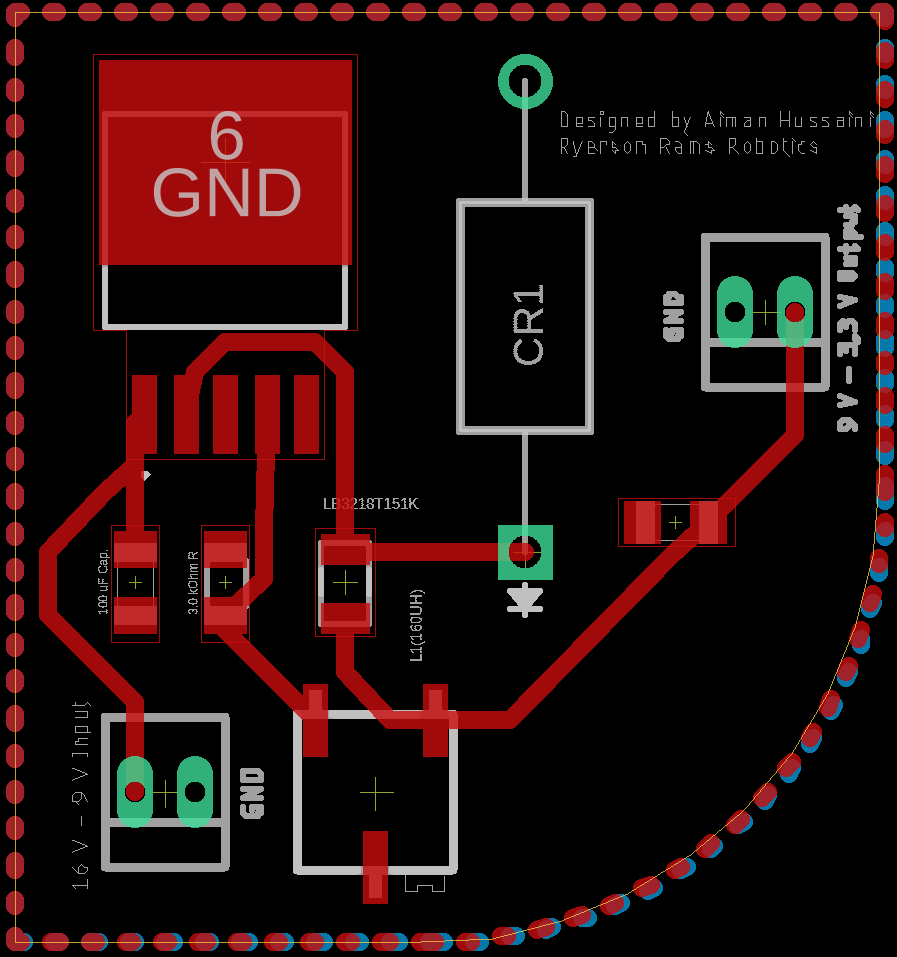 6
GND
Designed by Aiman Hussaini
Ryerson Rams Robotics
CR1
GND
9 V - 3.3 V Output
LB3218T151K
100 uF Cap.
3.0 kOhm R
L1(160UH)
16 V - 9 V Input
GND